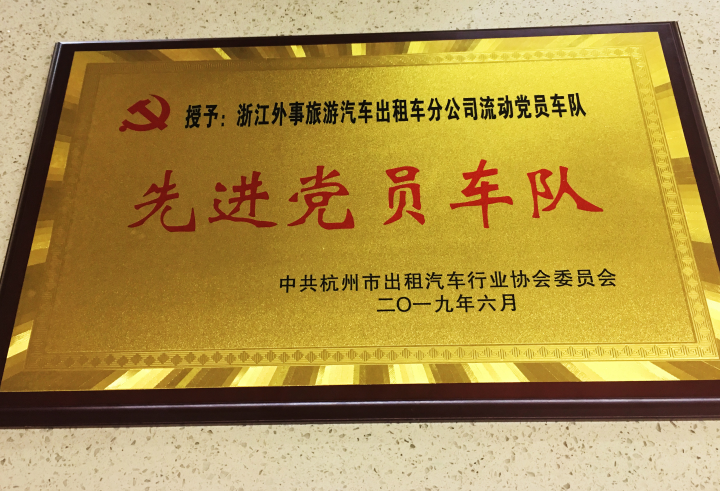 授予：浙江外事旅游汽车出租车分公司流动党员车队
先进党员车队
中共杭州市出租汽车行业协会委员会
二〇一九年六月